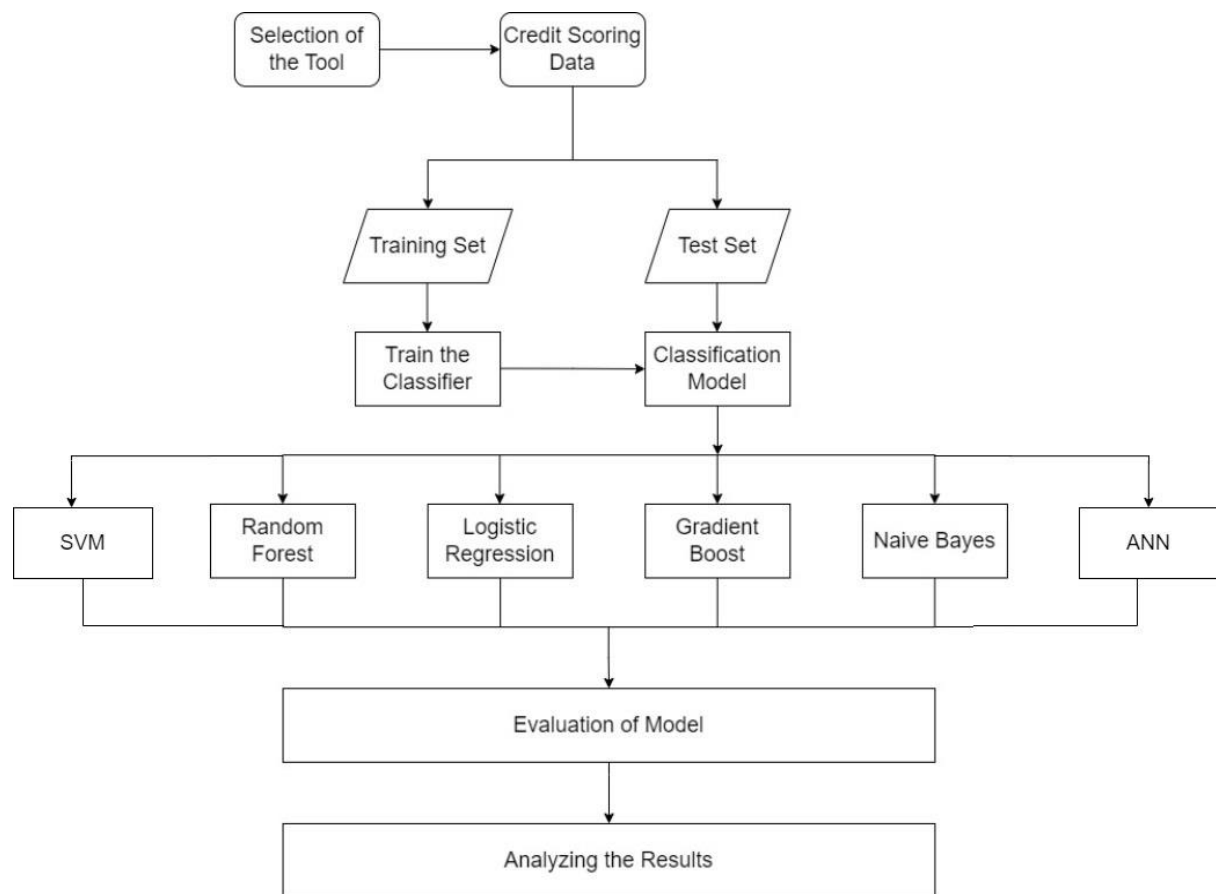 Selection of
the Tool
Credit Scoring
Data
Training Set
Test Set
Train the
Classifier
Classification
Model
SVM
Random
Forest
Logistic
Regression
Gradient
Boost
Naive Bayes
ANN
Evaluation of Model
Analyzing the Results